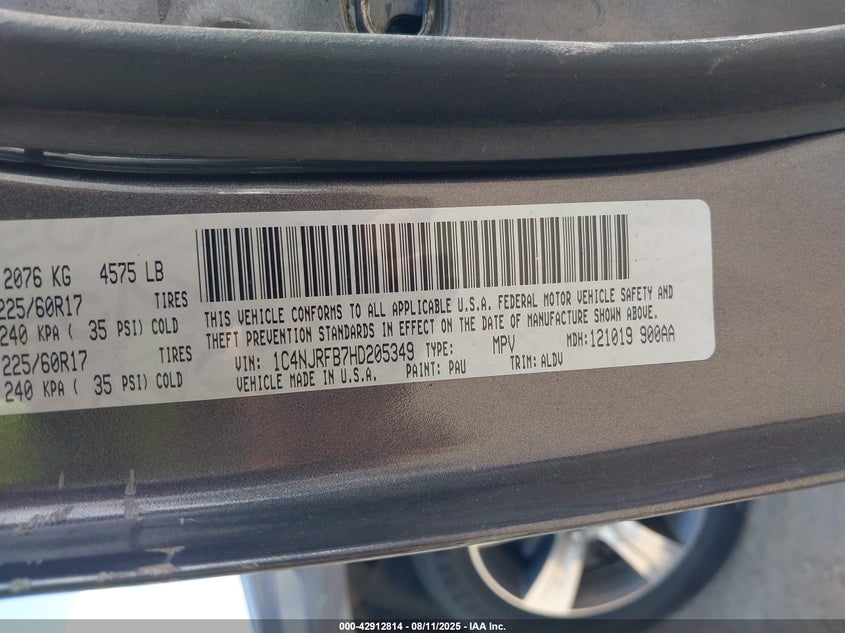 2076 KG 4575 LB
225/60R17 TIRES
240 KPA ( 35 PSI) COLD
225/60R17 TIRES
240 KPA ( 35 PSI) COLD
THIS VEHICLE CONFORMS TO ALL APPLICABLE U.S.A. FEDERAL MOTOR VEHICLE SAFETY AND
THEFT PREVENTION STANDARDS IN EFFECT ON THE DATE OF MANUFACTURE SHOWN ABOVE.
VIN: 1C4NJRFB7HD205349 TYPE: MPV MDH: 121019 900AA
VEHICLE MADE IN U.S.A. PAINT: PAU TRIM: ALDV
000-42912814 - 08/11/2025 - IAA Inc.